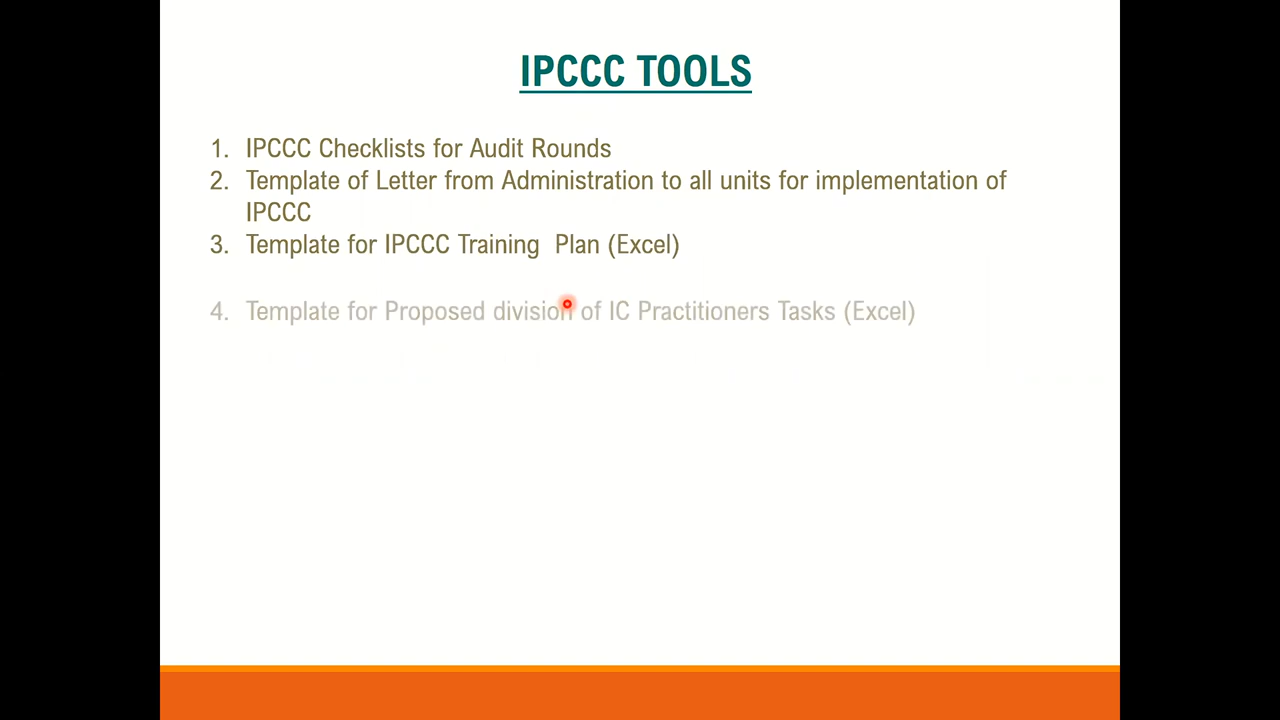 IPCCC TOOLS
1. IPCCC Checklists for Audit Rounds
2. Template of Letter from Administration to all units for implementation of
IPCCC
3. Template for IPCCC Training  Plan (Excel)
4. Template for Proposed division of IC Practitioners Tasks (Excel)